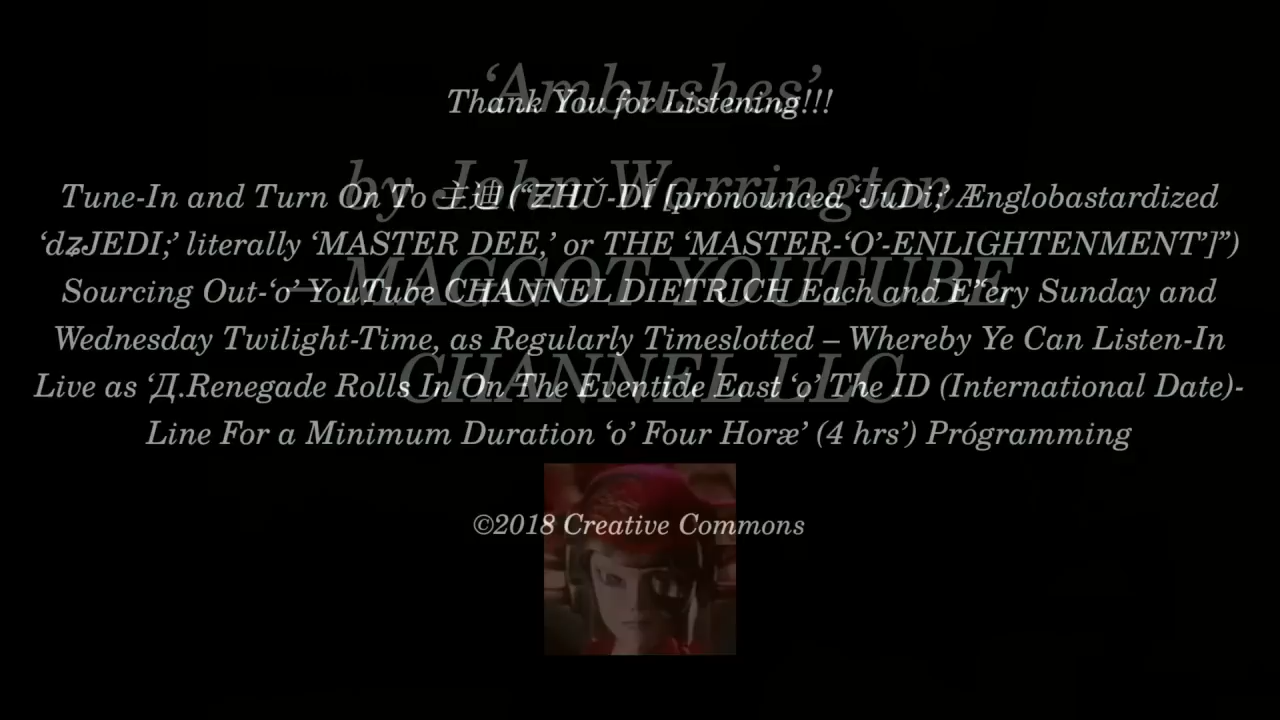 ‘Ambushes’
by John Warrington
MAGGOT YOUTUBE
CHANNEL LLC
Thank You for Listening!!!
Tune-In and Turn On To 主迪 (“ƵHǓ-DÍ [pronounced ‘JuDi;’ Ænglobastardized
‘dʑJEDI;’ literally ‘MASTER DEE,’ or THE ‘MASTER-‘O’-ENLIGHTENMENT’]”)
Sourcing Out-‘o’ YouTube CHANNEL DIETRICH Each and E’’ery Sunday and
Wednesday Twilight-Time, as Regularly Timeslotted – Whereby Ye Can Listen-In
Live as ‘Д.Renegade Rolls In On The Eventide East ‘o’ The ID (International Date)-
Line For a Minimum Duration ‘o’ Four Horæ’ (4 hrs’) Prógramming
©2018 Creative Commons